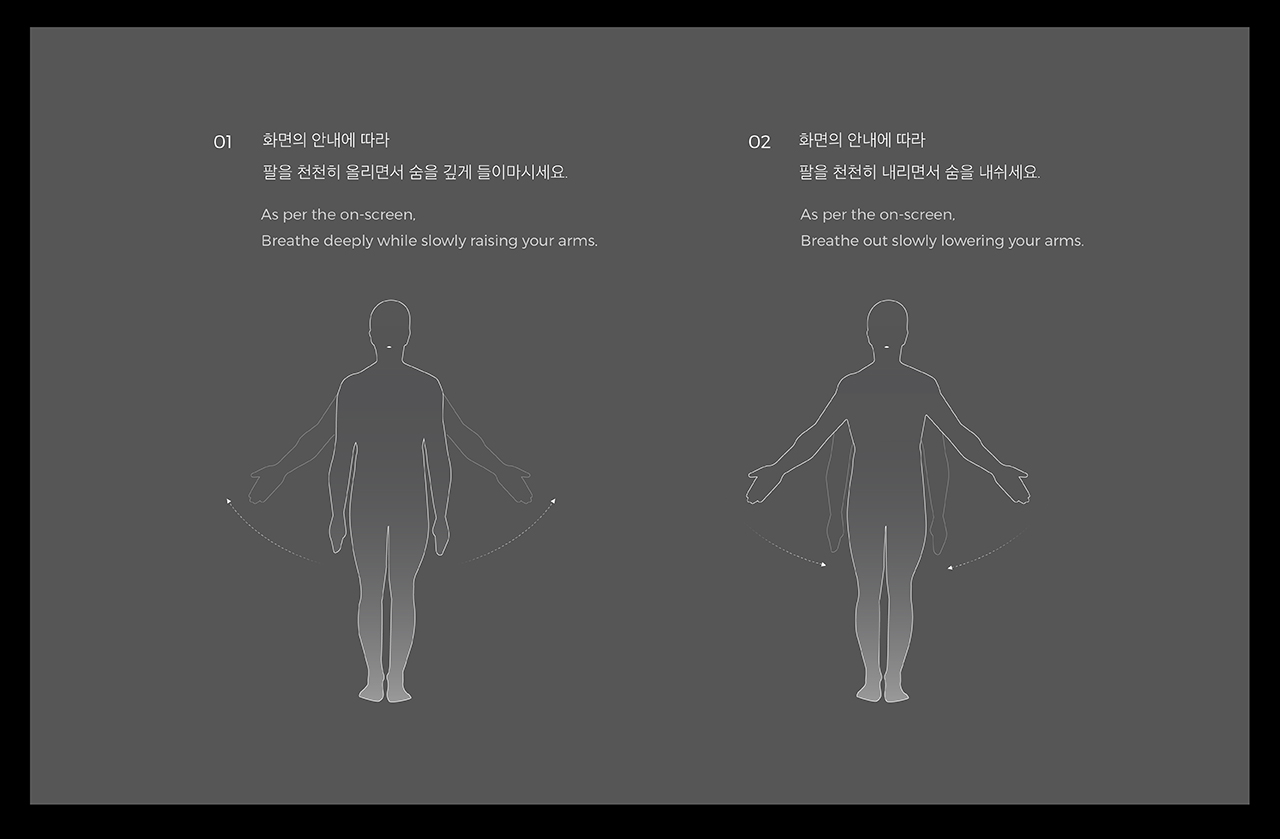 01
화면의 안내에 따라
팔을 천천히 올리면서 숨을 깊게 들이마시세요.
As per the on-screen,
Breathe deeply while slowly raising your arms.
02
화면의 안내에 따라
팔을 천천히 내리면서 숨을 내쉬세요.
As per the on-screen,
Breathe out slowly lowering your arms.